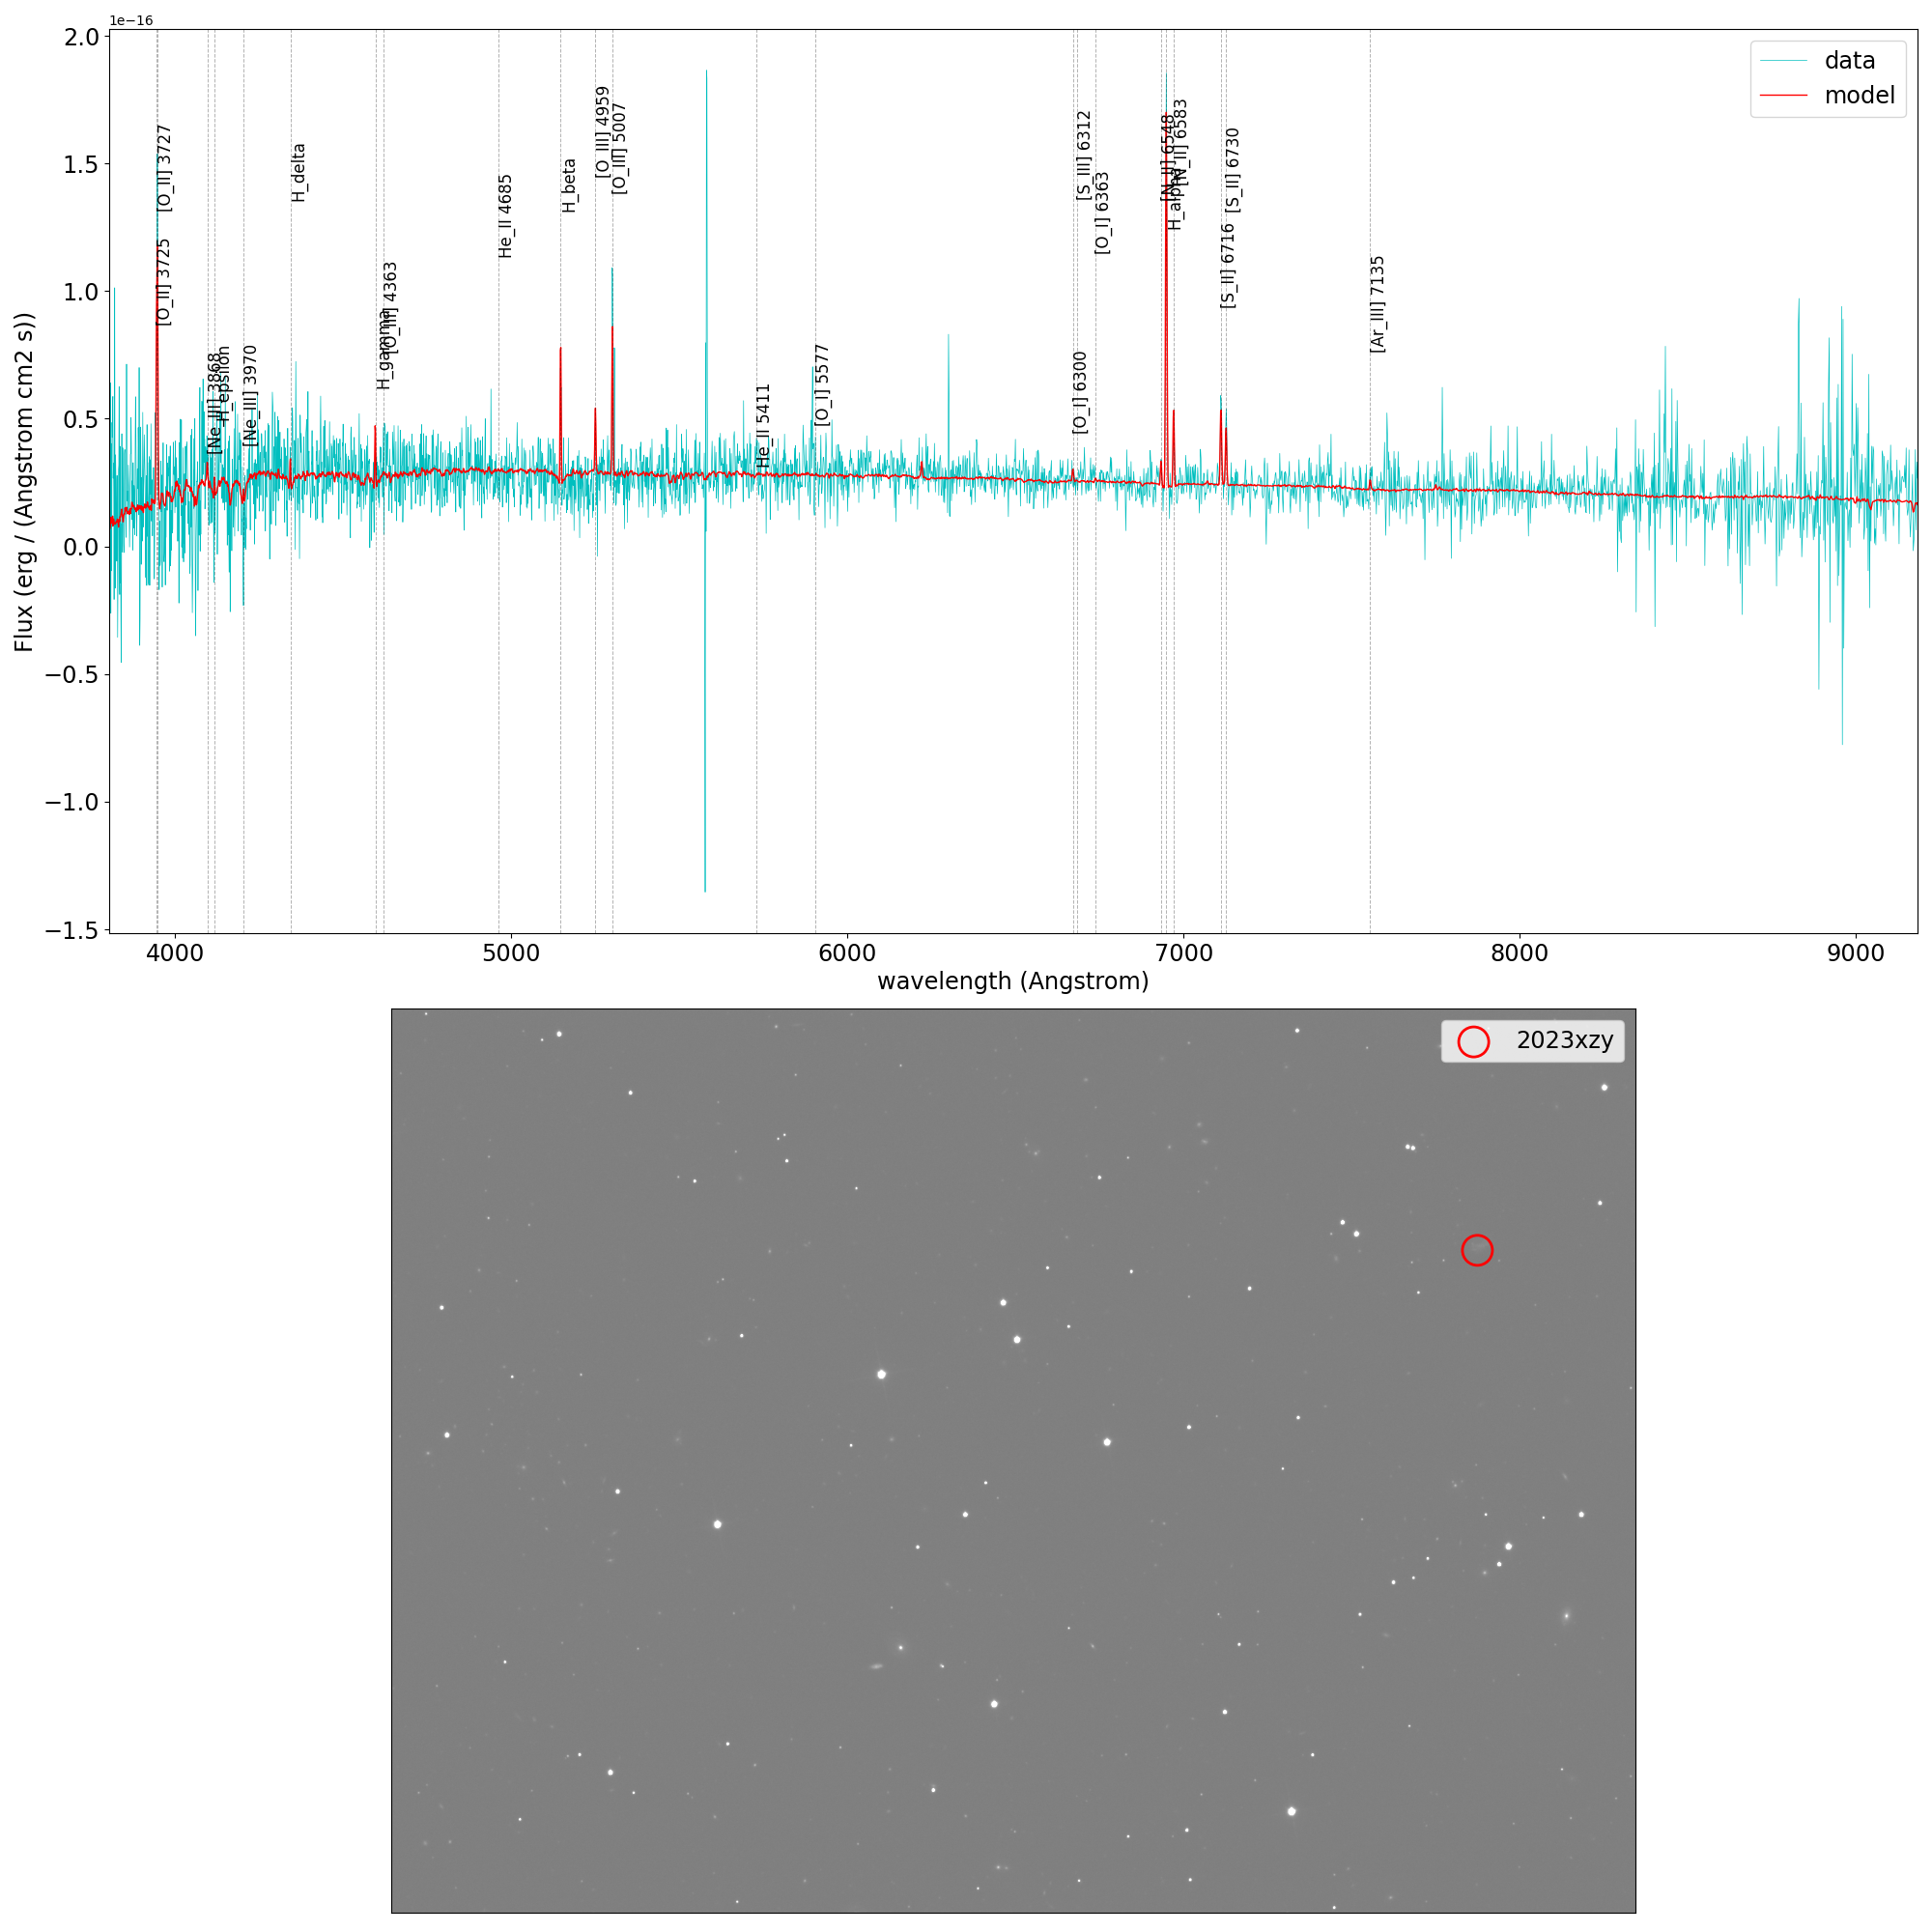 1e−16
2.0
1.5
1.0
0.5
0.0
−0.5
−1.0
−1.5
Flux (erg / (Angstrom cm2 s))
4000
5000
6000
7000
8000
9000
wavelength (Angstrom)
data
model
[O_II] 3727
[O_II] 3725
[Ne_III] 3868
H_epsilon
[Ne_III] 3970
H_delta
H_gamma
[O_III] 4363
He_II 4685
H_beta
[O_III] 4959
[O_III] 5007
He_II 5411
[O_I] 5577
[O_I] 6300
[S_III] 6312
[O_I] 6363
[N_II] 6548
H_alpha
[N_II] 6583
[S_II] 6716
[S_II] 6730
[Ar_III] 7135
2023xzy